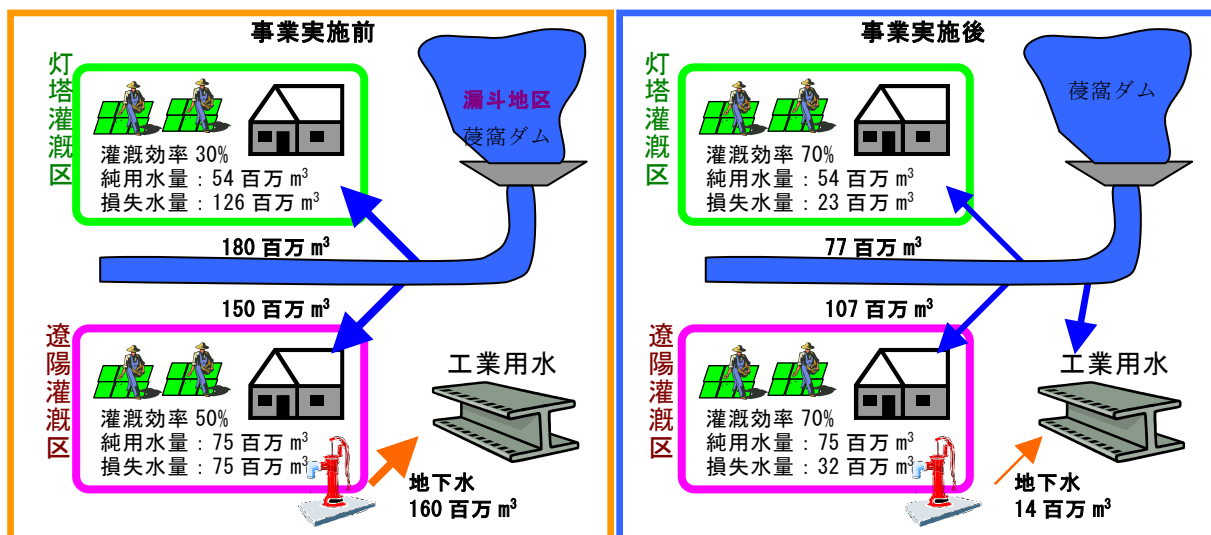 事業実施前
灯塔灌漑区
漏斗地区
葠窩ダム
灌漑効率 30%
純用水量：54 百万 m³
損失水量：126 百万 m³
180 百万 m³
150 百万 m³
遼陽灌漑区
工業用水
灌漑効率 50%
純用水量：75 百万 m³
損失水量：75 百万 m³
地下水
160 百万 m³
事業実施後
灯塔灌漑区
葠窩ダム
灌漑効率 70%
純用水量：54 百万 m³
損失水量：23 百万 m³
77 百万 m³
107 百万 m³
遼陽灌漑区
工業用水
灌漑効率 70%
純用水量：75 百万 m³
損失水量：32 百万 m³
地下水
14 百万 m³